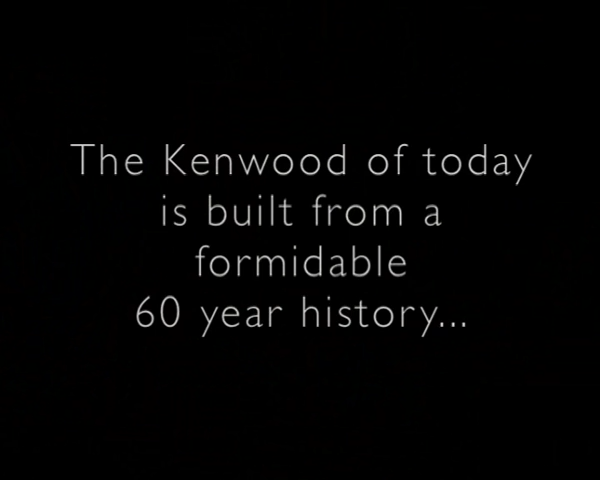 The Kenwood of today
is built from a
formidable
60 year history...